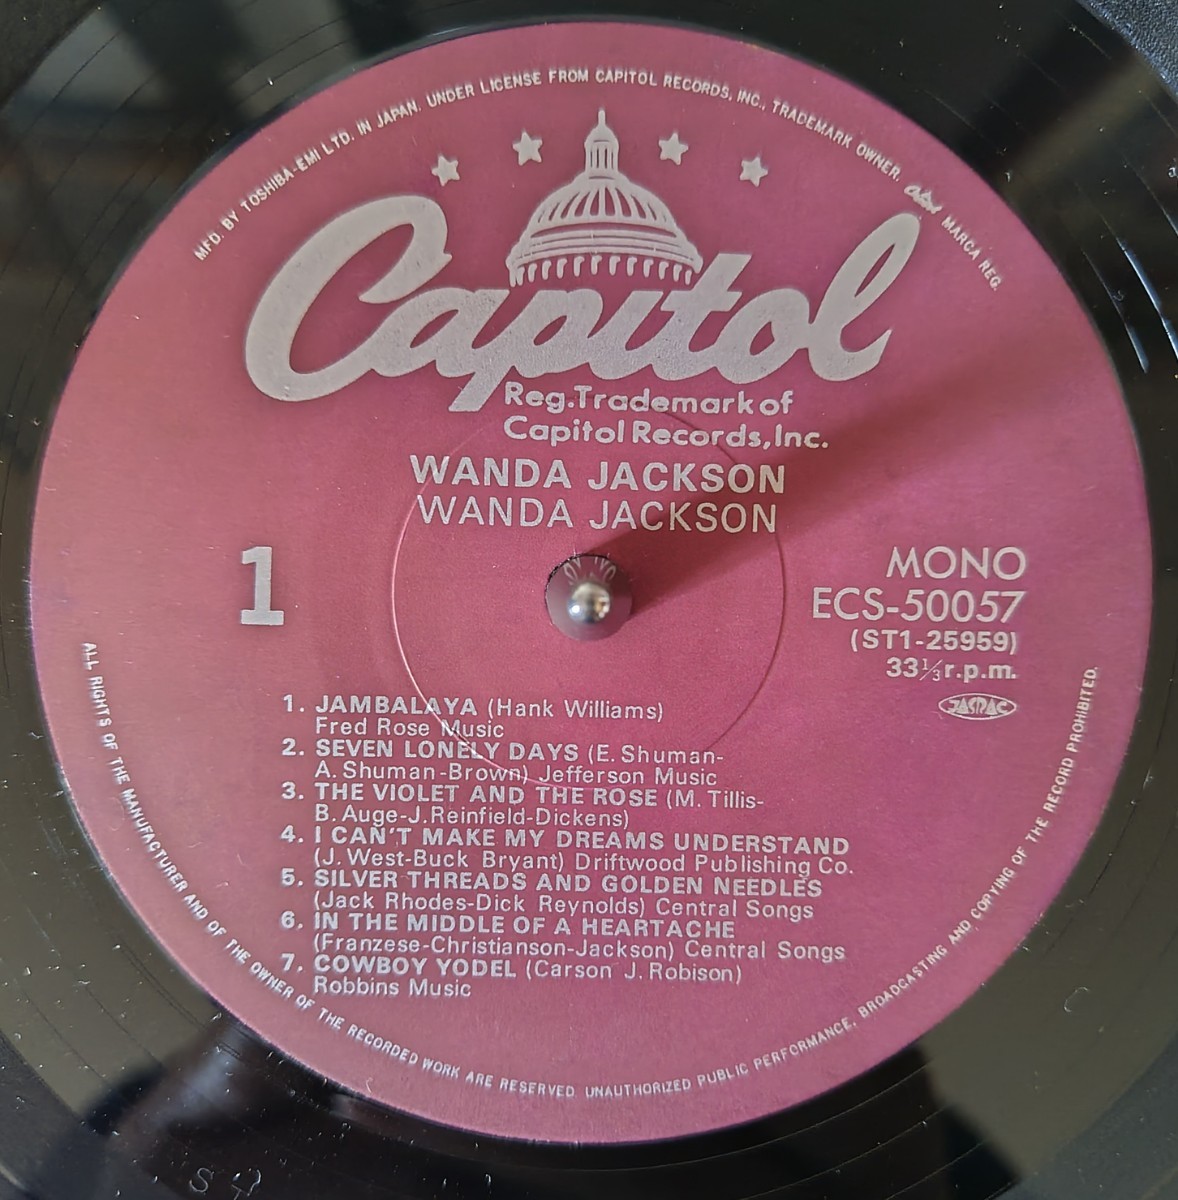 MFD. BY TOSHIBA-EMI LTD. IN JAPAN. UNDER LICENSE FROM CAPITOL RECORDS, INC., TRADEMARK OWNER. Capitol MARCA REG.
Capitol
Reg.Trademark of
Capitol Records,Inc.
WANDA JACKSON
WANDA JACKSON
1
MONO
ECS-50057
(ST1-25959)
33⅓r.p.m.
JASRAC
1. JAMBALAYA (Hank Williams)
Fred Rose Music
2. SEVEN LONELY DAYS (E. Shuman-
A. Shuman-Brown) Jefferson Music
3. THE VIOLET AND THE ROSE (M. Tillis-
B. Auge-J.Reinfield-Dickens)
4. I CAN'T MAKE MY DREAMS UNDERSTAND
(J. West-Buck Bryant) Driftwood Publishing Co.
5. SILVER THREADS AND GOLDEN NEEDLES
(Jack Rhodes-Dick Reynolds) Central Songs
6. IN THE MIDDLE OF A HEARTACHE
(Franzese-Christianson-Jackson) Central Songs
7. COWBOY YODEL (Carson J. Robison)
Robbins Music
ALL RIGHTS OF THE MANUFACTURER AND OF THE OWNER OF THE RECORDED WORK ARE RESERVED. UNAUTHORIZED PUBLIC PERFORMANCE, BROADCASTING AND COPYING OF THE RECORD PROHIBITED.